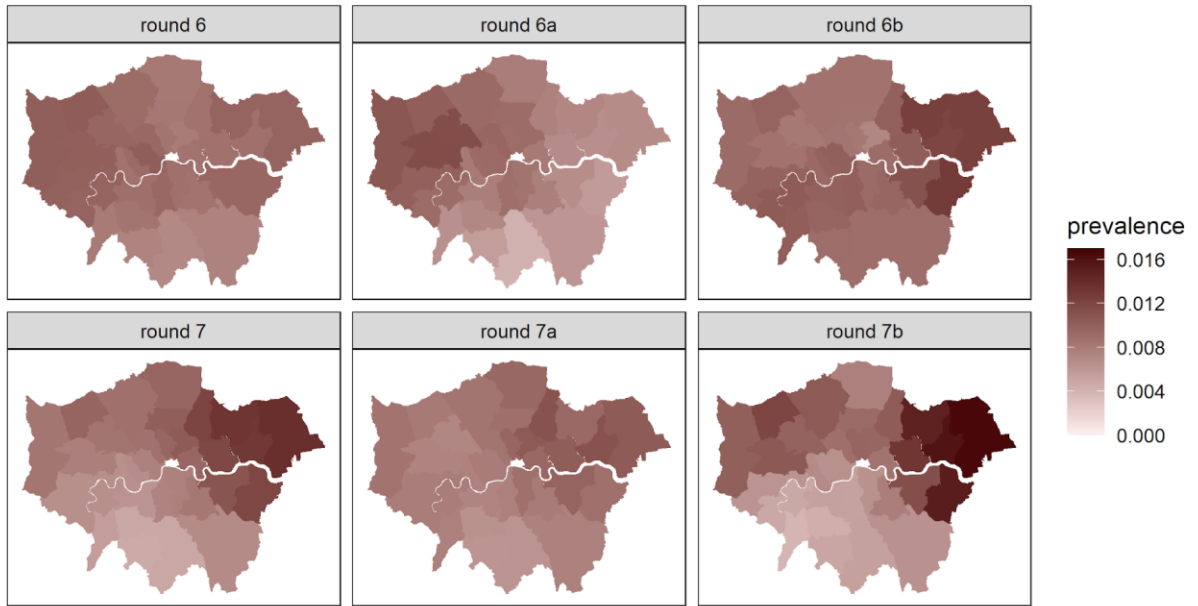 round 6
round 6a
round 6b
round 7
round 7a
round 7b
prevalence
0.016
0.012
0.008
0.004
0.000